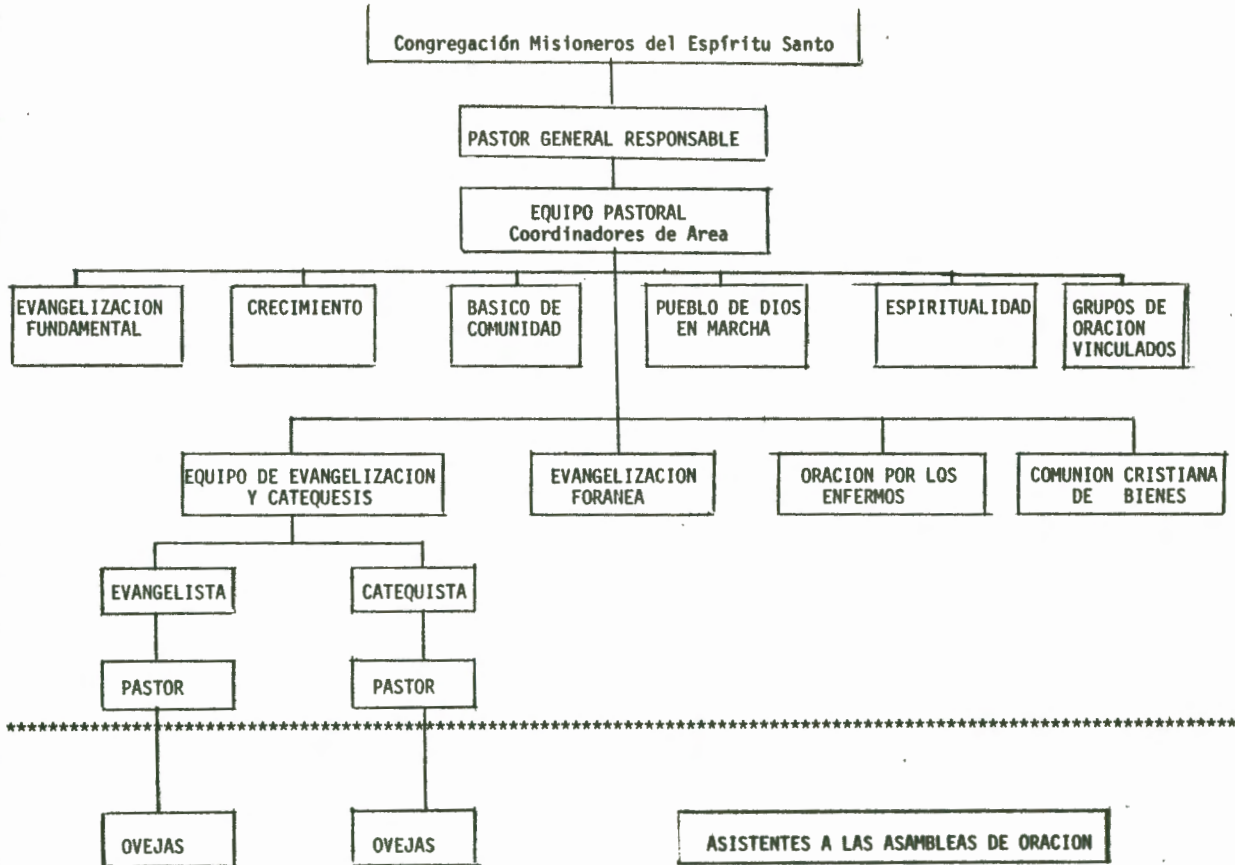 Congregación Misioneros del Espíritu Santo
PASTOR GENERAL RESPONSABLE
EQUIPO PASTORAL
Coordinadores de Area
EVANGELIZACION
FUNDAMENTAL
CRECIMIENTO
BASICO DE
COMUNIDAD
PUEBLO DE DIOS
EN MARCHA
ESPIRITUALIDAD
GRUPOS DE
ORACION
VINCULADOS
EQUIPO DE EVANGELIZACION
Y CATEQUESIS
EVANGELIZACION
FORANEA
ORACION POR LOS
ENFERMOS
COMUNION CRISTIANA
DE BIENES
EVANGELISTA
CATEQUISTA
PASTOR
PASTOR
OVEJAS
OVEJAS
ASISTENTES A LAS ASAMBLEAS DE ORACION